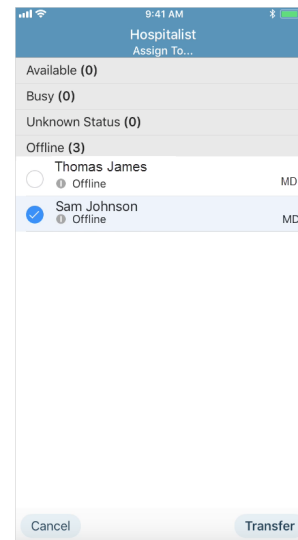 9:41 AM
Hospitalist
Assign To...
Available (0)
Busy (0)
Unknown Status (0)
Offline (3)
Thomas James
Offline
MD
Sam Johnson
Offline
MD
Cancel
Transfer